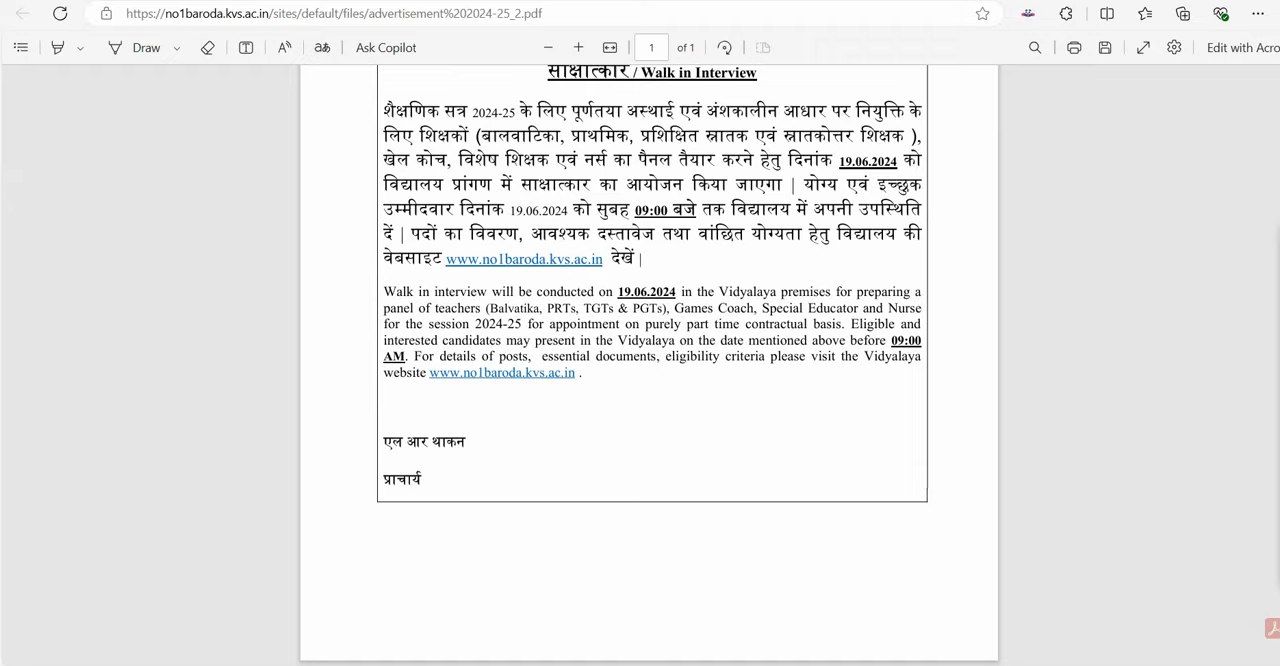 https://no1baroda.kvs.ac.in/sites/default/files/advertisement%202024-25_2.pdf
Draw
Ask Copilot
1 of 1
Edit with Acro
साक्षात्कार / Walk in Interview
शैक्षणिक सत्र 2024-25 के लिए पूर्णतया अस्थाई एवं अंशकालीन आधार पर नियुक्ति के
लिए शिक्षकों (बालवाटिका, प्राथमिक, प्रशिक्षित स्नातक एवं स्नातकोत्तर शिक्षक ),
खेल कोच, विशेष शिक्षक एवं नर्स का पैनल तैयार करने हेतु दिनांक 19.06.2024 को
विद्यालय प्रांगण में साक्षात्कार का आयोजन किया जाएगा | योग्य एवं इच्छुक
उम्मीदवार दिनांक 19.06.2024 को सुबह 09:00 बजे तक विद्यालय में अपनी उपस्थिति
दें | पदों का विवरण, आवश्यक दस्तावेज तथा वांछित योग्यता हेतु विद्यालय की
वेबसाइट www.no1baroda.kvs.ac.in देखें |
Walk in interview will be conducted on 19.06.2024 in the Vidyalaya premises for preparing a
panel of teachers (Balvatika, PRTs, TGTs & PGTs), Games Coach, Special Educator and Nurse
for the session 2024-25 for appointment on purely part time contractual basis. Eligible and
interested candidates may present in the Vidyalaya on the date mentioned above before 09:00
AM. For details of posts, essential documents, eligibility criteria please visit the Vidyalaya
website www.no1baroda.kvs.ac.in .
एल आर थाकन
प्राचार्य